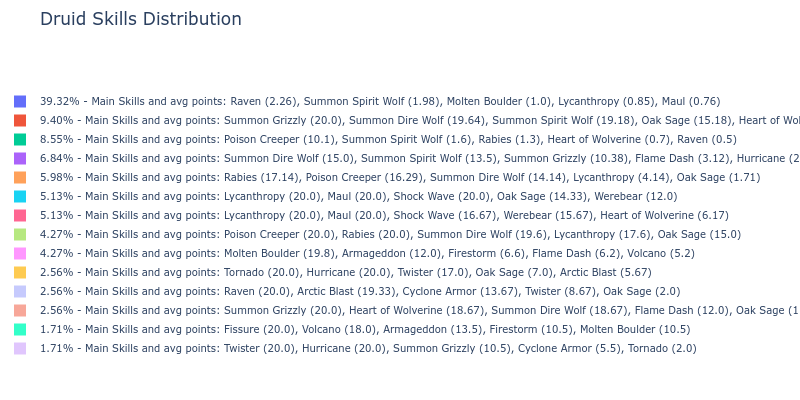 Druid Skills Distribution
39.32% - Main Skills and avg points: Raven (2.26), Summon Spirit Wolf (1.98), Molten Boulder (1.0), Lycanthropy (0.85), Maul (0.76)
9.40% - Main Skills and avg points: Summon Grizzly (20.0), Summon Dire Wolf (19.64), Summon Spirit Wolf (19.18), Oak Sage (15.18), Heart of
8.55% - Main Skills and avg points: Poison Creeper (10.1), Summon Spirit Wolf (1.6), Rabies (1.3), Heart of Wolverine (0.7), Raven (0.5)
6.84% - Main Skills and avg points: Summon Dire Wolf (15.0), Summon Spirit Wolf (13.5), Summon Grizzly (10.38), Flame Dash (3.12), Hurricane (2
5.98% - Main Skills and avg points: Rabies (17.14), Poison Creeper (16.29), Summon Dire Wolf (14.14), Lycanthropy (4.14), Oak Sage (1.71)
5.13% - Main Skills and avg points: Lycanthropy (20.0), Maul (20.0), Shock Wave (20.0), Oak Sage (14.33), Werebear (12.0)
5.13% - Main Skills and avg points: Lycanthropy (20.0), Maul (20.0), Shock Wave (16.67), Werebear (15.67), Heart of Wolverine (6.17)
4.27% - Main Skills and avg points: Poison Creeper (20.0), Rabies (20.0), Summon Dire Wolf (19.6), Lycanthropy (17.6), Oak Sage (15.0)
4.27% - Main Skills and avg points: Molten Boulder (19.8), Armageddon (12.0), Firestorm (6.6), Flame Dash (6.2), Volcano (5.2)
2.56% - Main Skills and avg points: Tornado (20.0), Hurricane (20.0), Twister (17.0), Oak Sage (7.0), Arctic Blast (5.67)
2.56% - Main Skills and avg points: Raven (20.0), Arctic Blast (19.33), Cyclone Armor (13.67), Twister (8.67), Oak Sage (2.0)
2.56% - Main Skills and avg points: Summon Grizzly (20.0), Heart of Wolverine (18.67), Summon Dire Wolf (18.67), Flame Dash (12.0), Oak Sage (1
1.71% - Main Skills and avg points: Fissure (20.0), Volcano (18.0), Armageddon (13.5), Firestorm (10.5), Molten Boulder (10.5)
1.71% - Main Skills and avg points: Twister (20.0), Hurricane (20.0), Summon Grizzly (10.5), Cyclone Armor (5.5), Tornado (2.0)